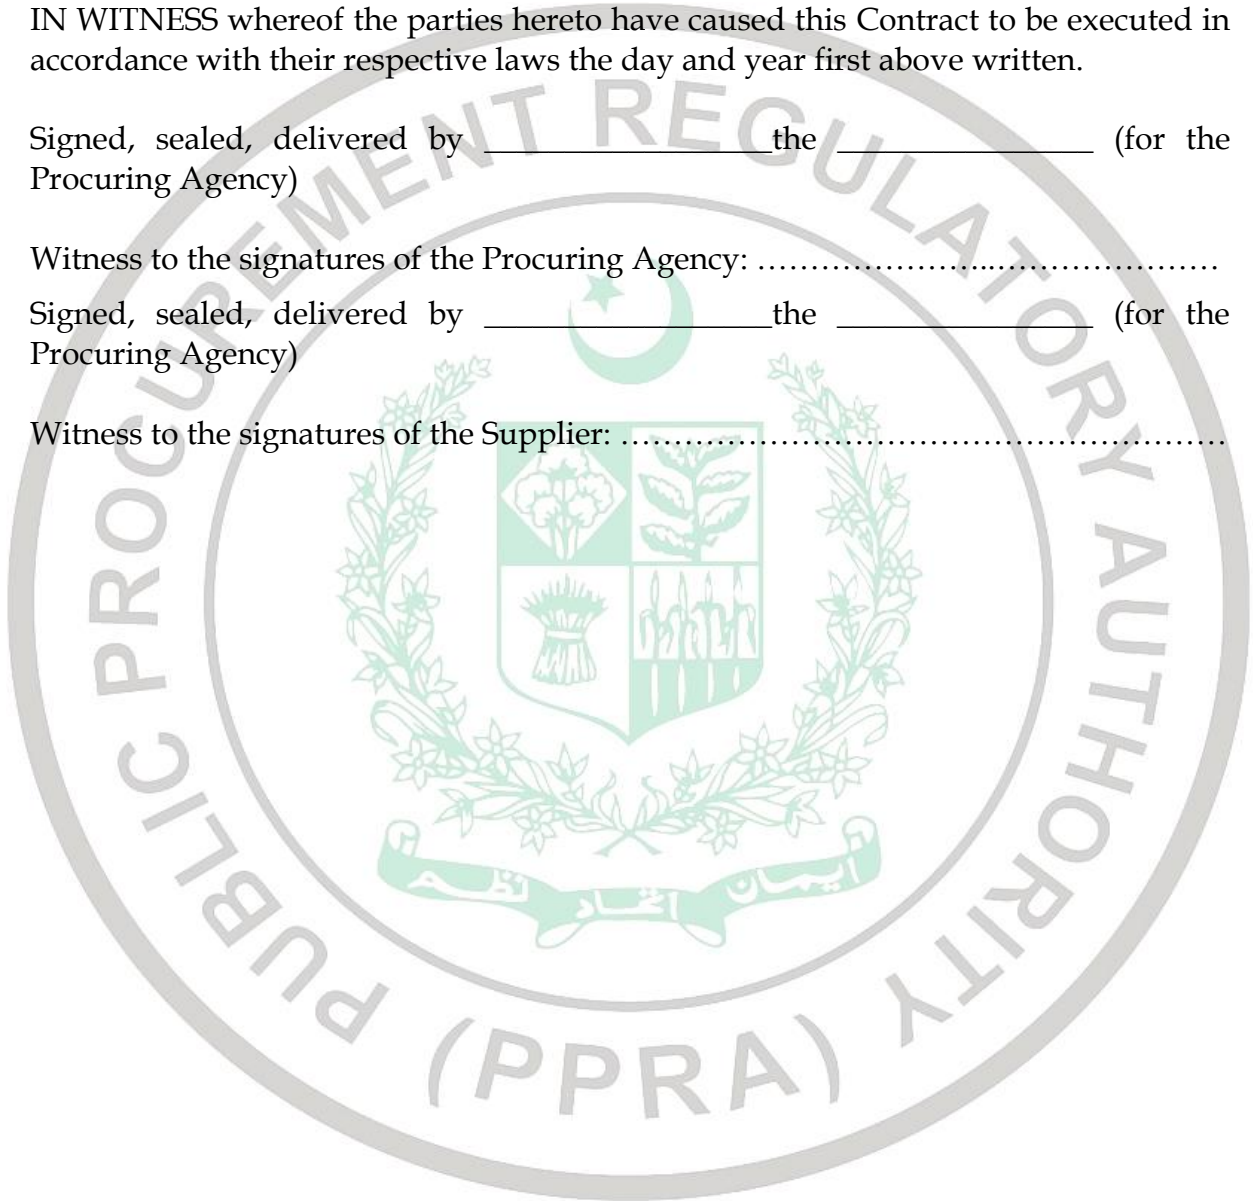 IN WITNESS whereof the parties hereto have caused this Contract to be executed in
accordance with their respective laws the day and year first above written.
Signed, sealed, delivered by __________________the ________________ (for the
Procuring Agency)
Witness to the signatures of the Procuring Agency: …………………..………………….
Signed, sealed, delivered by __________________the ________________ (for the
Procuring Agency)
Witness to the signatures of the Supplier: ………………………………………………….
PUBLIC PROCUREMENT REGULATORY AUTHORITY
(PPRA)
ایمان اتحاد نظم